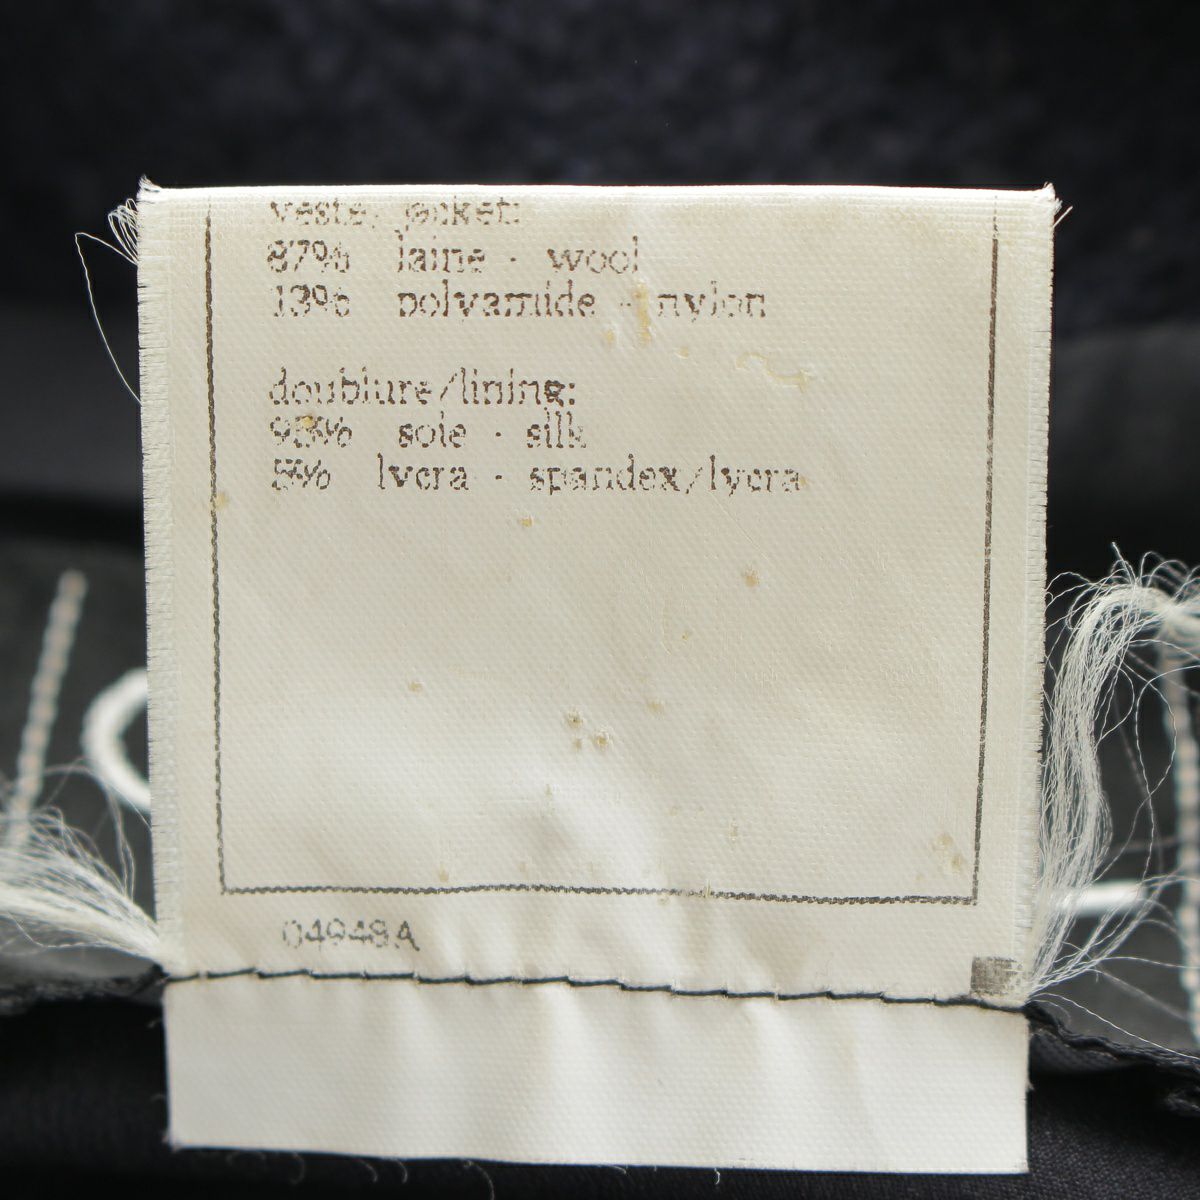 veste/jacket:
87% laine - wool
13% polyamide - nylon
doublure/lining:
95% soie - silk
5% lycra - spandex/lycra
04948A